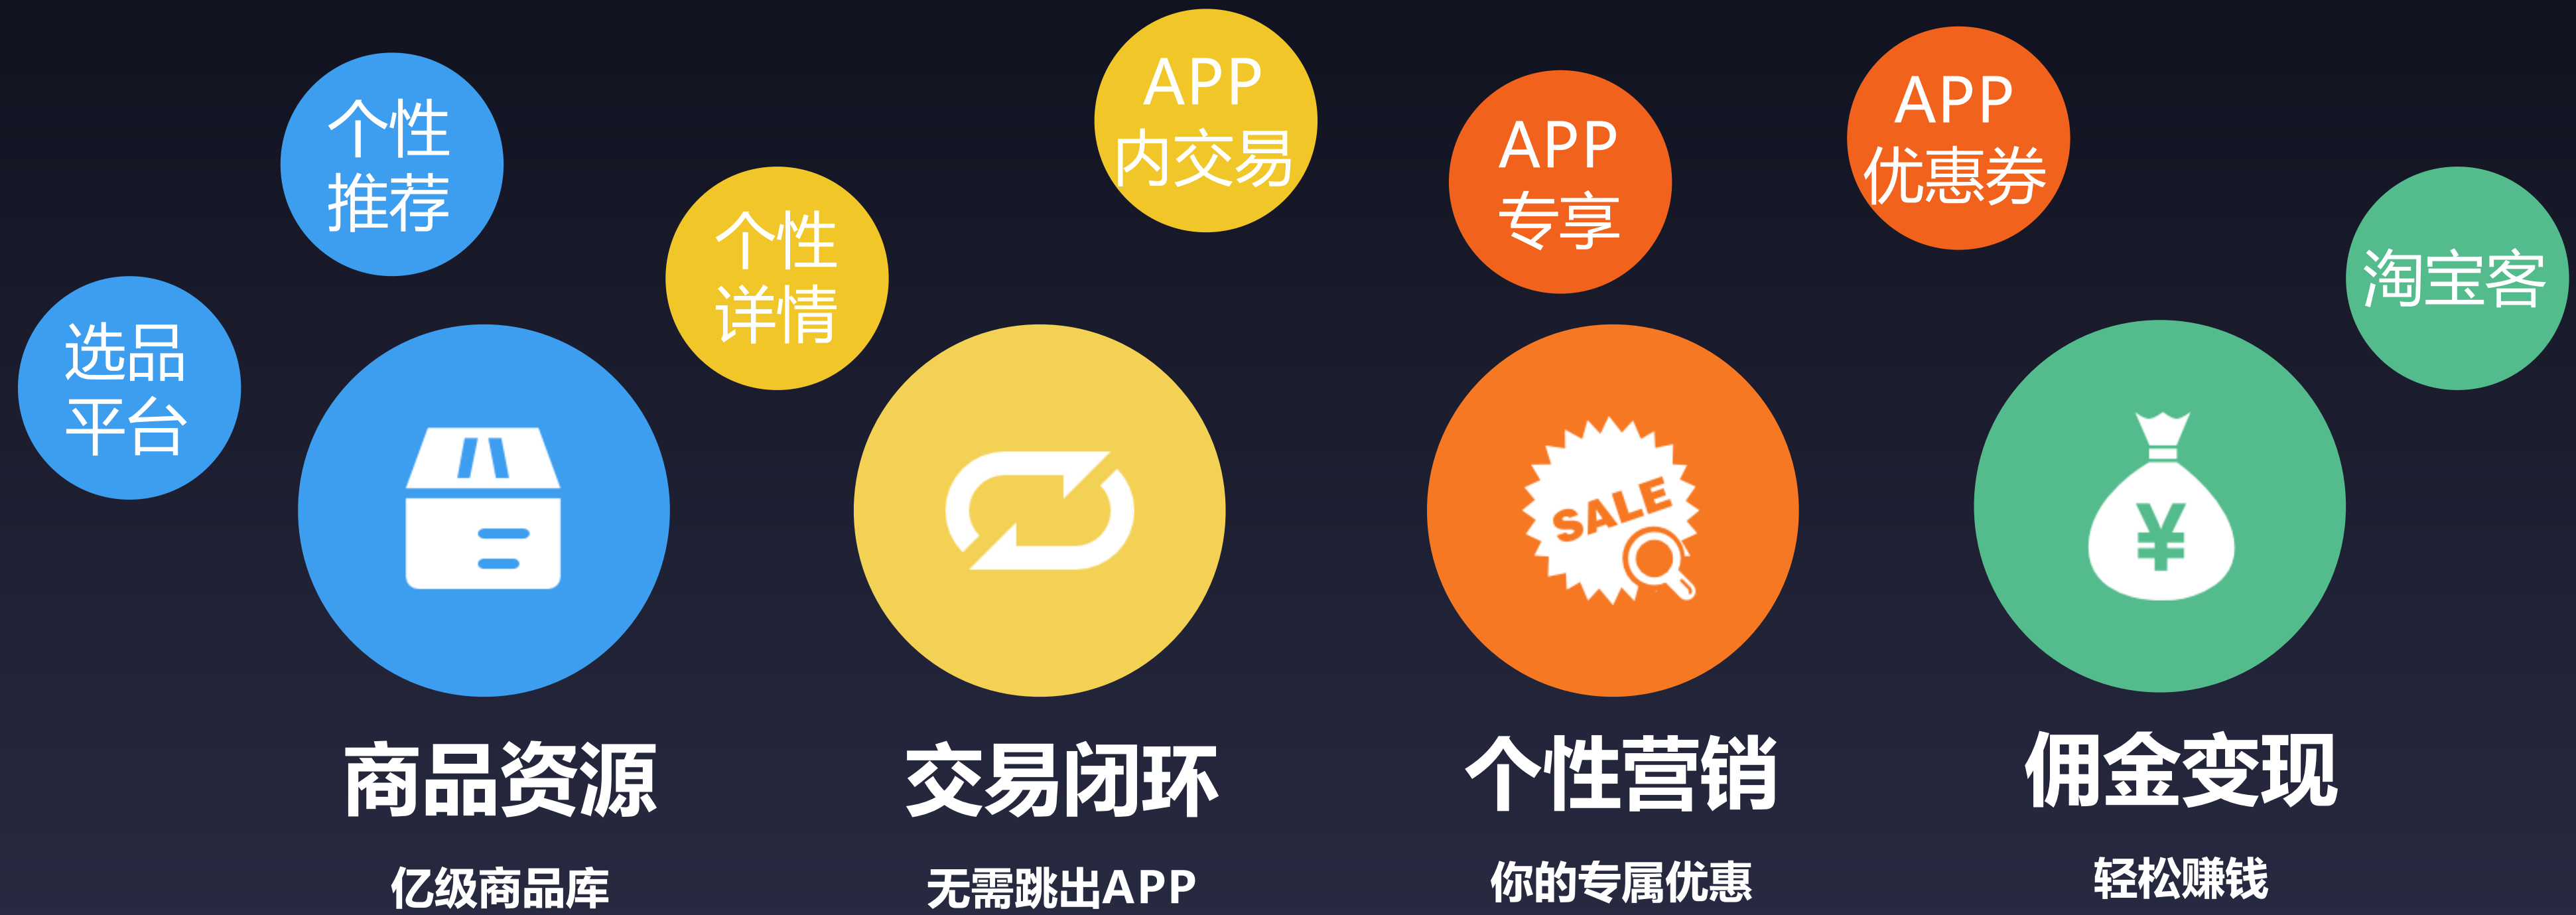 选品
平台
个性
推荐
商品资源
亿级商品库
个性
详情
APP
内交易
交易闭环
无需跳出APP
APP
专享
APP
优惠券
SALE
个性营销
你的专属优惠
淘宝客
¥
佣金变现
轻松赚钱